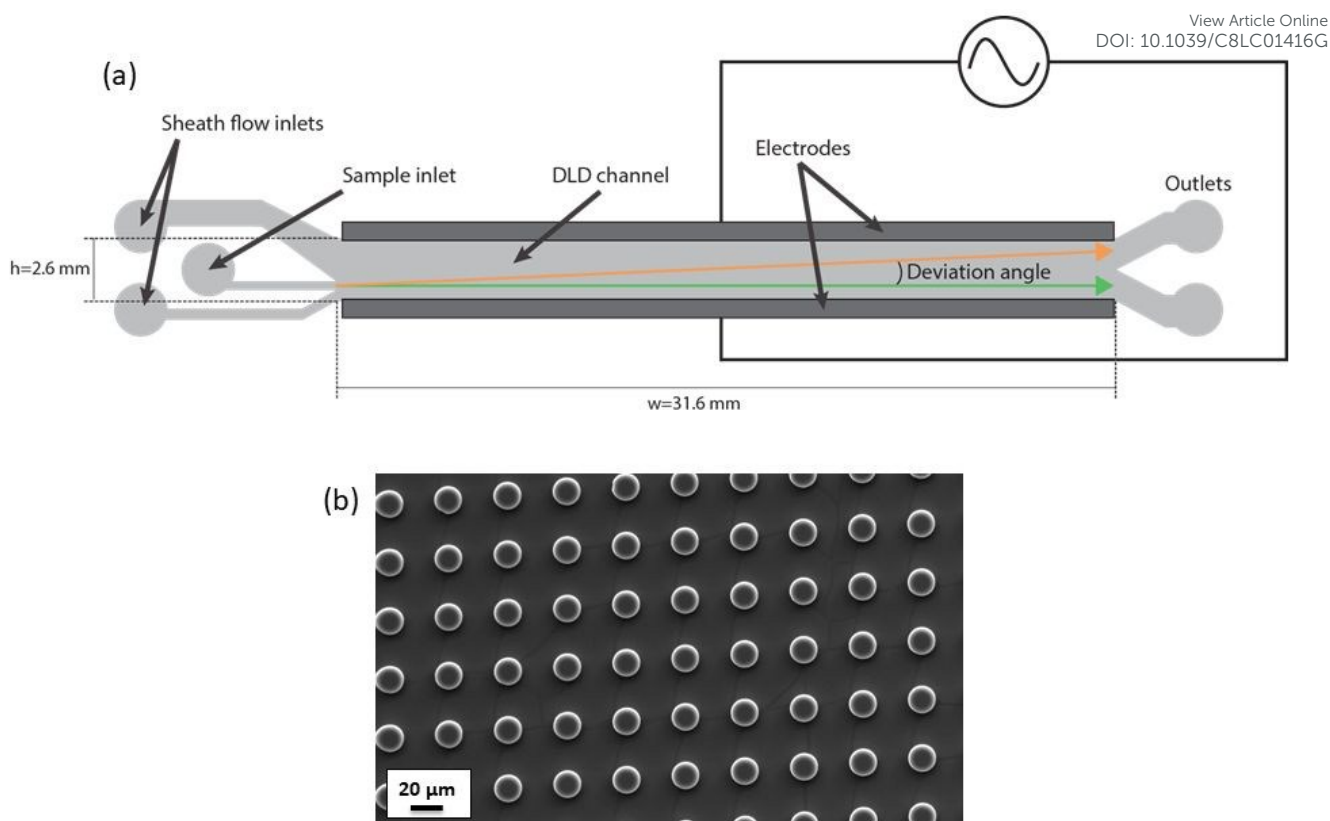 View Article Online
DOI: 10.1039/C8LC01416G
(a)
Sheath flow inlets
Sample inlet
DLD channel
Electrodes
Outlets
h=2.6 mm
) Deviation angle
w=31.6 mm
(b)
20 μm